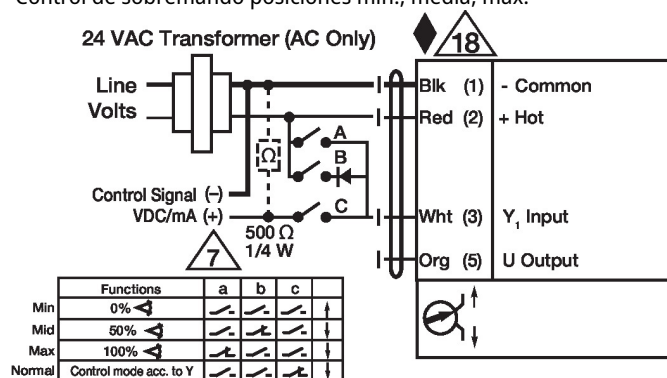 Control de sobremando posiciones mín., media, máx.
24 VAC Transformer (AC Only)
18
Line
Volts
Blk (1) - Common
Red (2) + Hot
A
B
C
Ω
Control Signal (-)
VDC/mA (+)
500 Ω
1/4 W
7
Wht (3) Y1 Input
Org (5) U Output
Functions a b c
Min 0%
Mid 50%
Max 100%
Normal Control mode acc. to Y